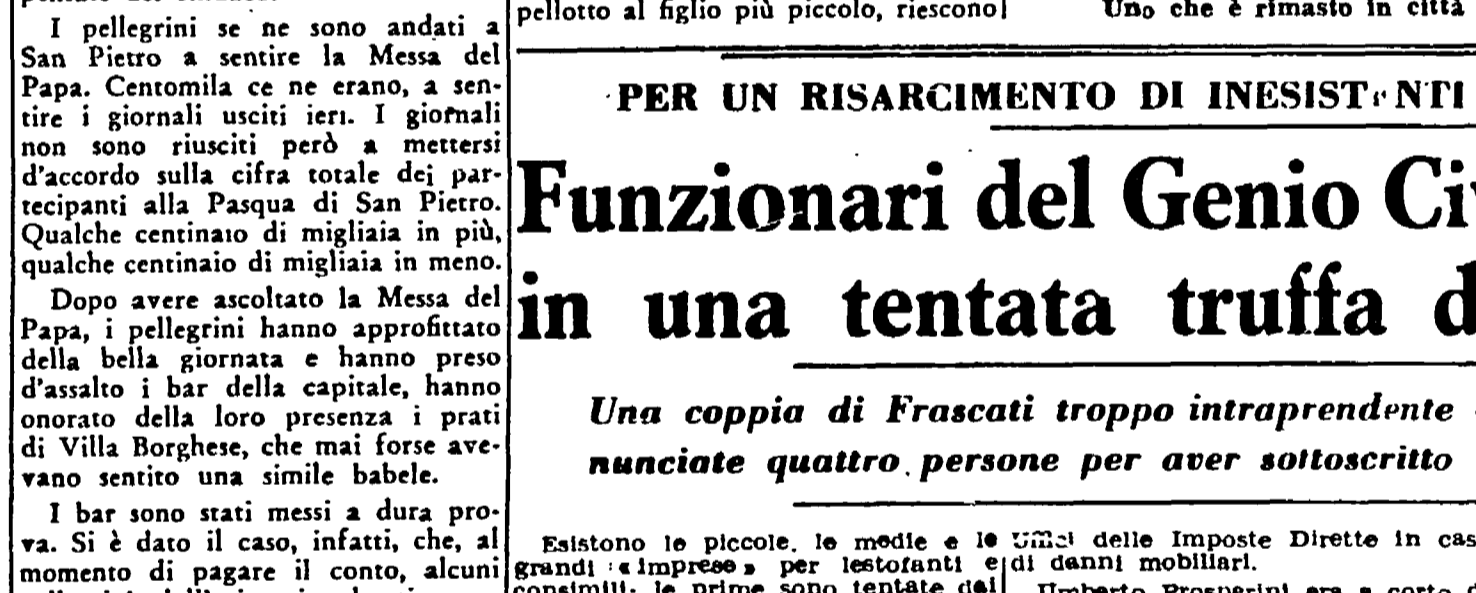 I pellegrini se ne sono andati a
San Pietro a sentire la Messa del
Papa. Centomila ce ne erano, a sen-
tire i giornali usciti ieri. I giornali
non sono riusciti però a mettersi
d'accordo sulla cifra totale dei par-
tecipanti alla Pasqua di San Pietro.
Qualche centinaio di migliaia in più,
qualche centinaio di migliaia in meno.
Dopo avere ascoltato la Messa del
Papa, i pellegrini hanno approfittato
della bella giornata e hanno preso
d'assalto i bar della capitale, hanno
onorato della loro presenza i prati
di Villa Borghese, che mai forse ave-
vano sentito una simile babele.
I bar sono stati messi a dura pro-
va. Si è dato il caso, infatti, che, al
momento di pagare il conto, alcuni
pellotto al figlio più piccolo, riescono
Uno che è rimasto in città
PER UN RISARCIMENTO DI INESISTENTI
Funzionari del Genio Ci
in una tentata truffa d
Una coppia di Frascati troppo intraprendente
nunciate quattro persone per aver sottoscritto
Esistono le piccole, le medie e le
grandi « imprese » per lestofanti e
consimili: le prime sono tentate dai
Uffici delle Imposte Dirette in cas
di danni mobiliari.
Umberto Prosperini era a corto d